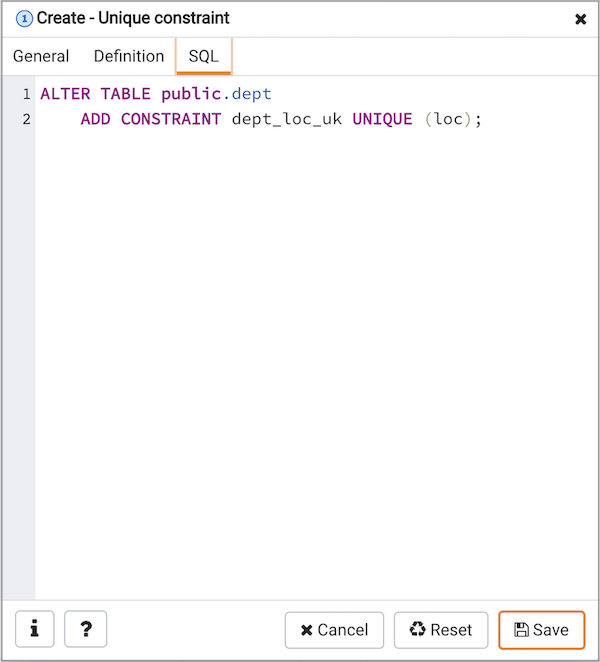 Create - Unique constraint
General Definition SQL
1 ALTER TABLE public.dept
2 ADD CONSTRAINT dept_loc_uk UNIQUE (loc);
i ? Cancel Reset Save